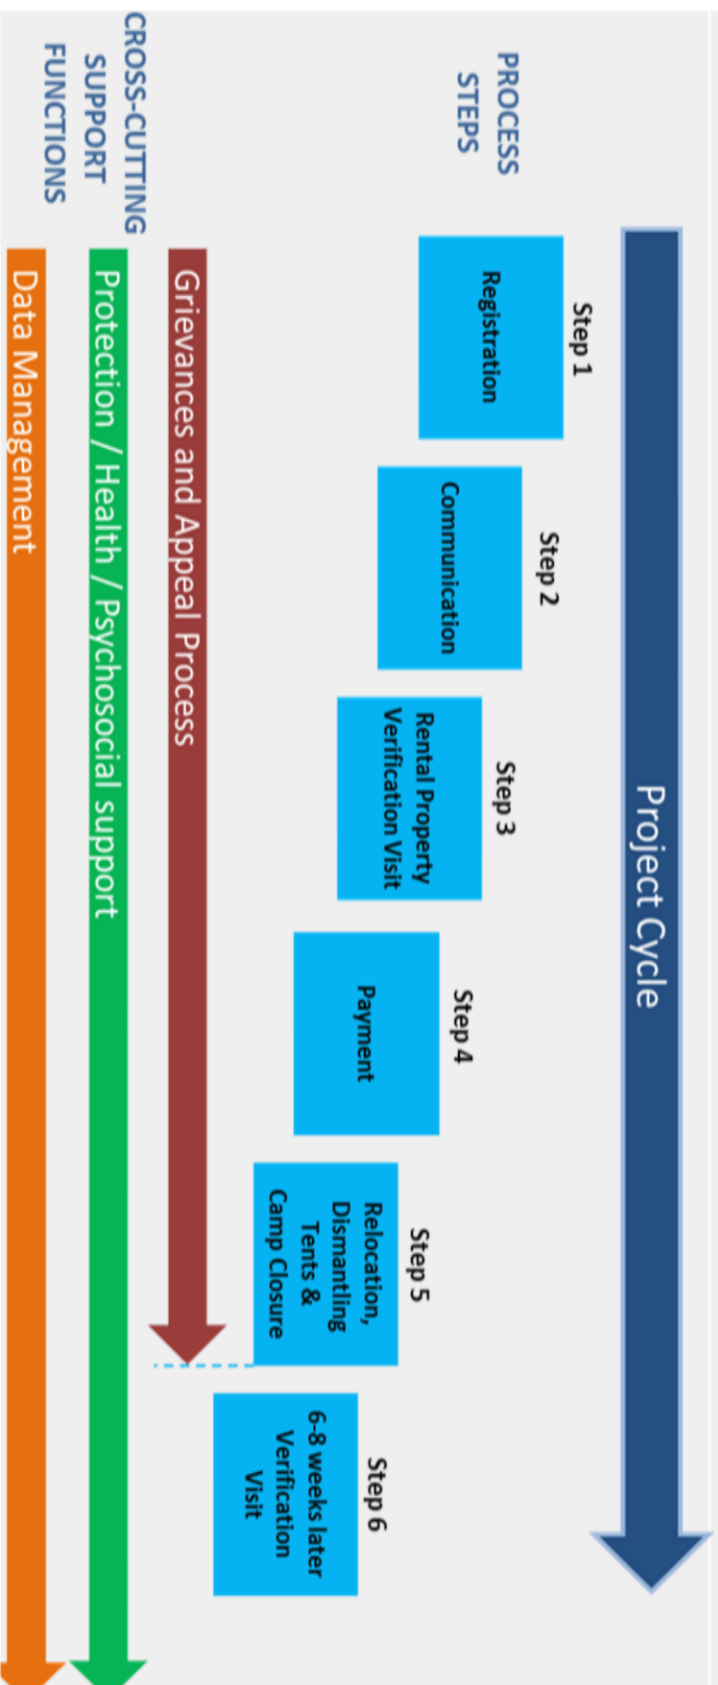 Project Cycle
PROCESS
STEPS
Step 1
Registration
Step 2
Communication
Step 3
Rental Property
Verification Visit
Step 4
Payment
Step 5
Relocation,
Dismantling
Tents &
Camp Closure
Step 6
6-8 weeks later
Verification
Visit
CROSS-CUTTING
SUPPORT
FUNCTIONS
Grievances and Appeal Process
Protection / Health / Psychosocial support
Data Management